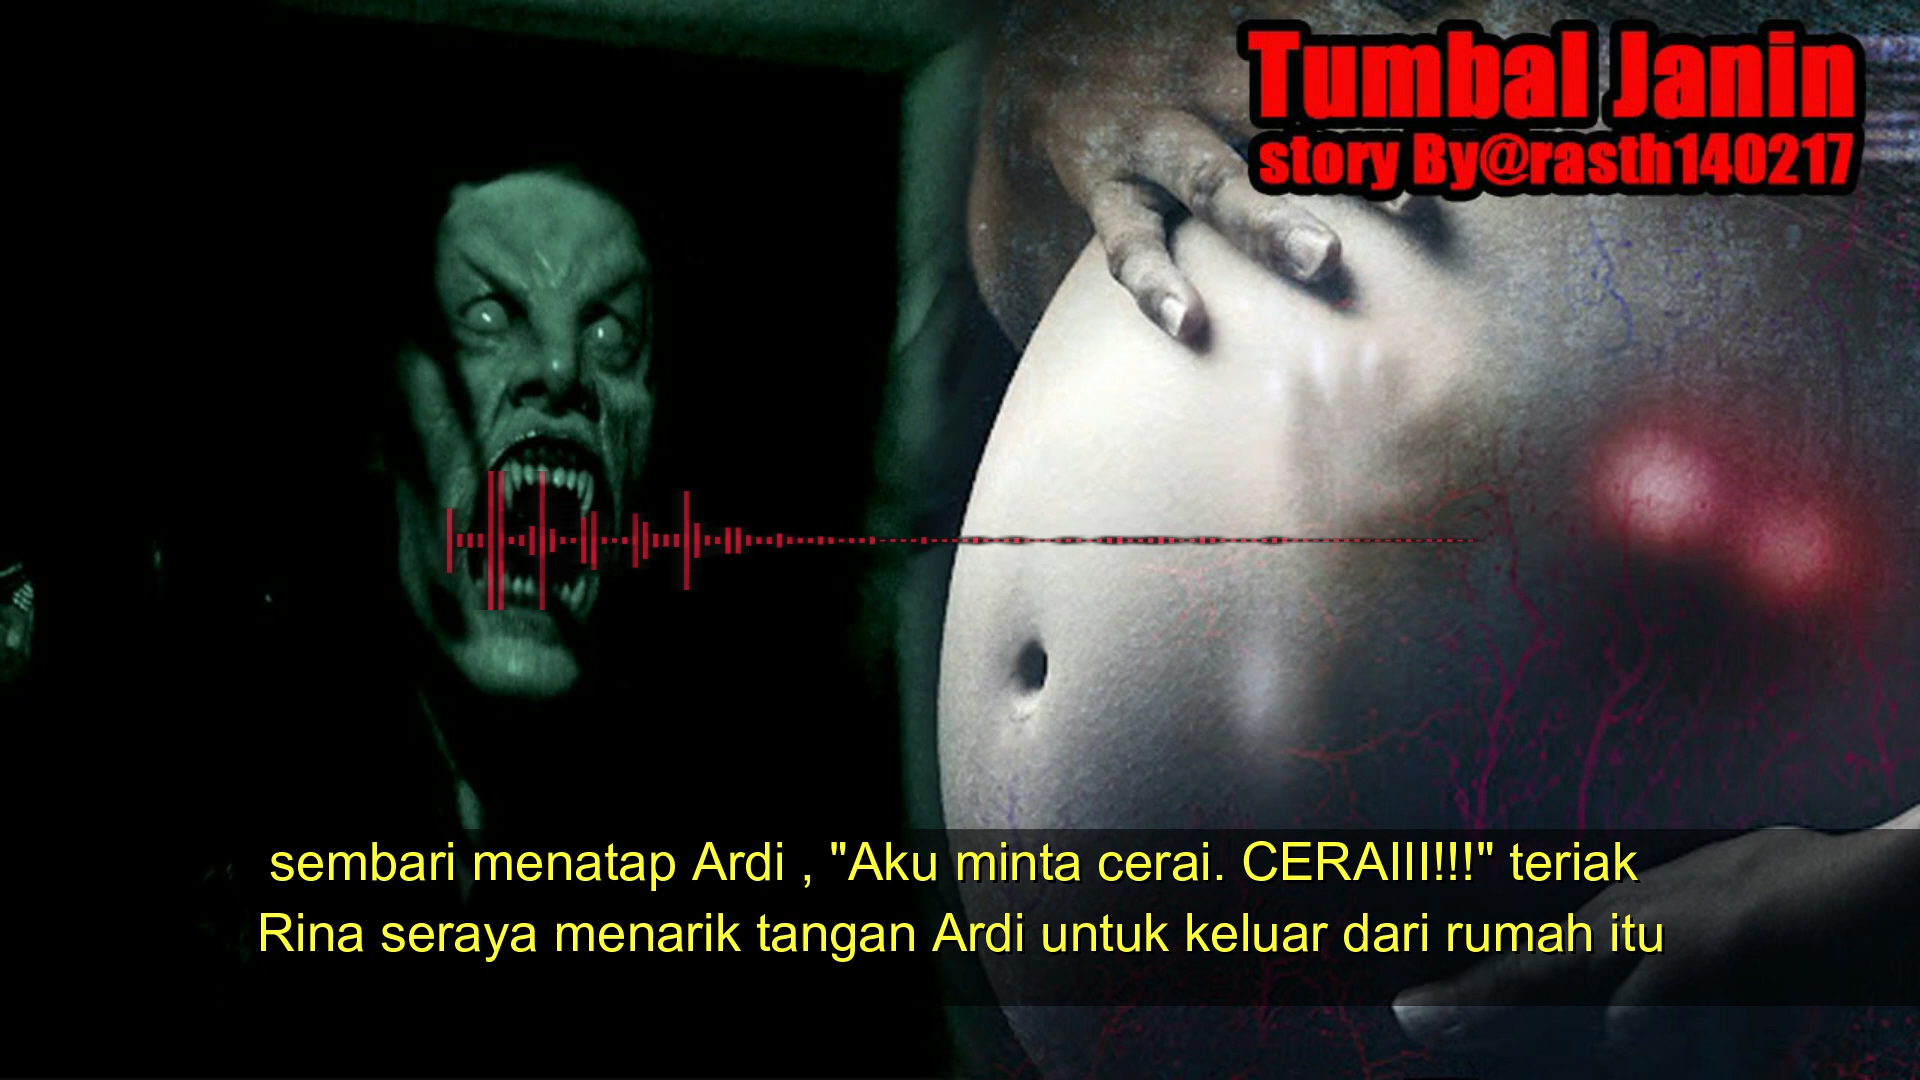 Tumbal Janin
story By@rasth140217
sembari menatap Ardi , "Aku minta cerai. CERAIII!!!" teriak
Rina seraya menarik tangan Ardi untuk keluar dari rumah itu